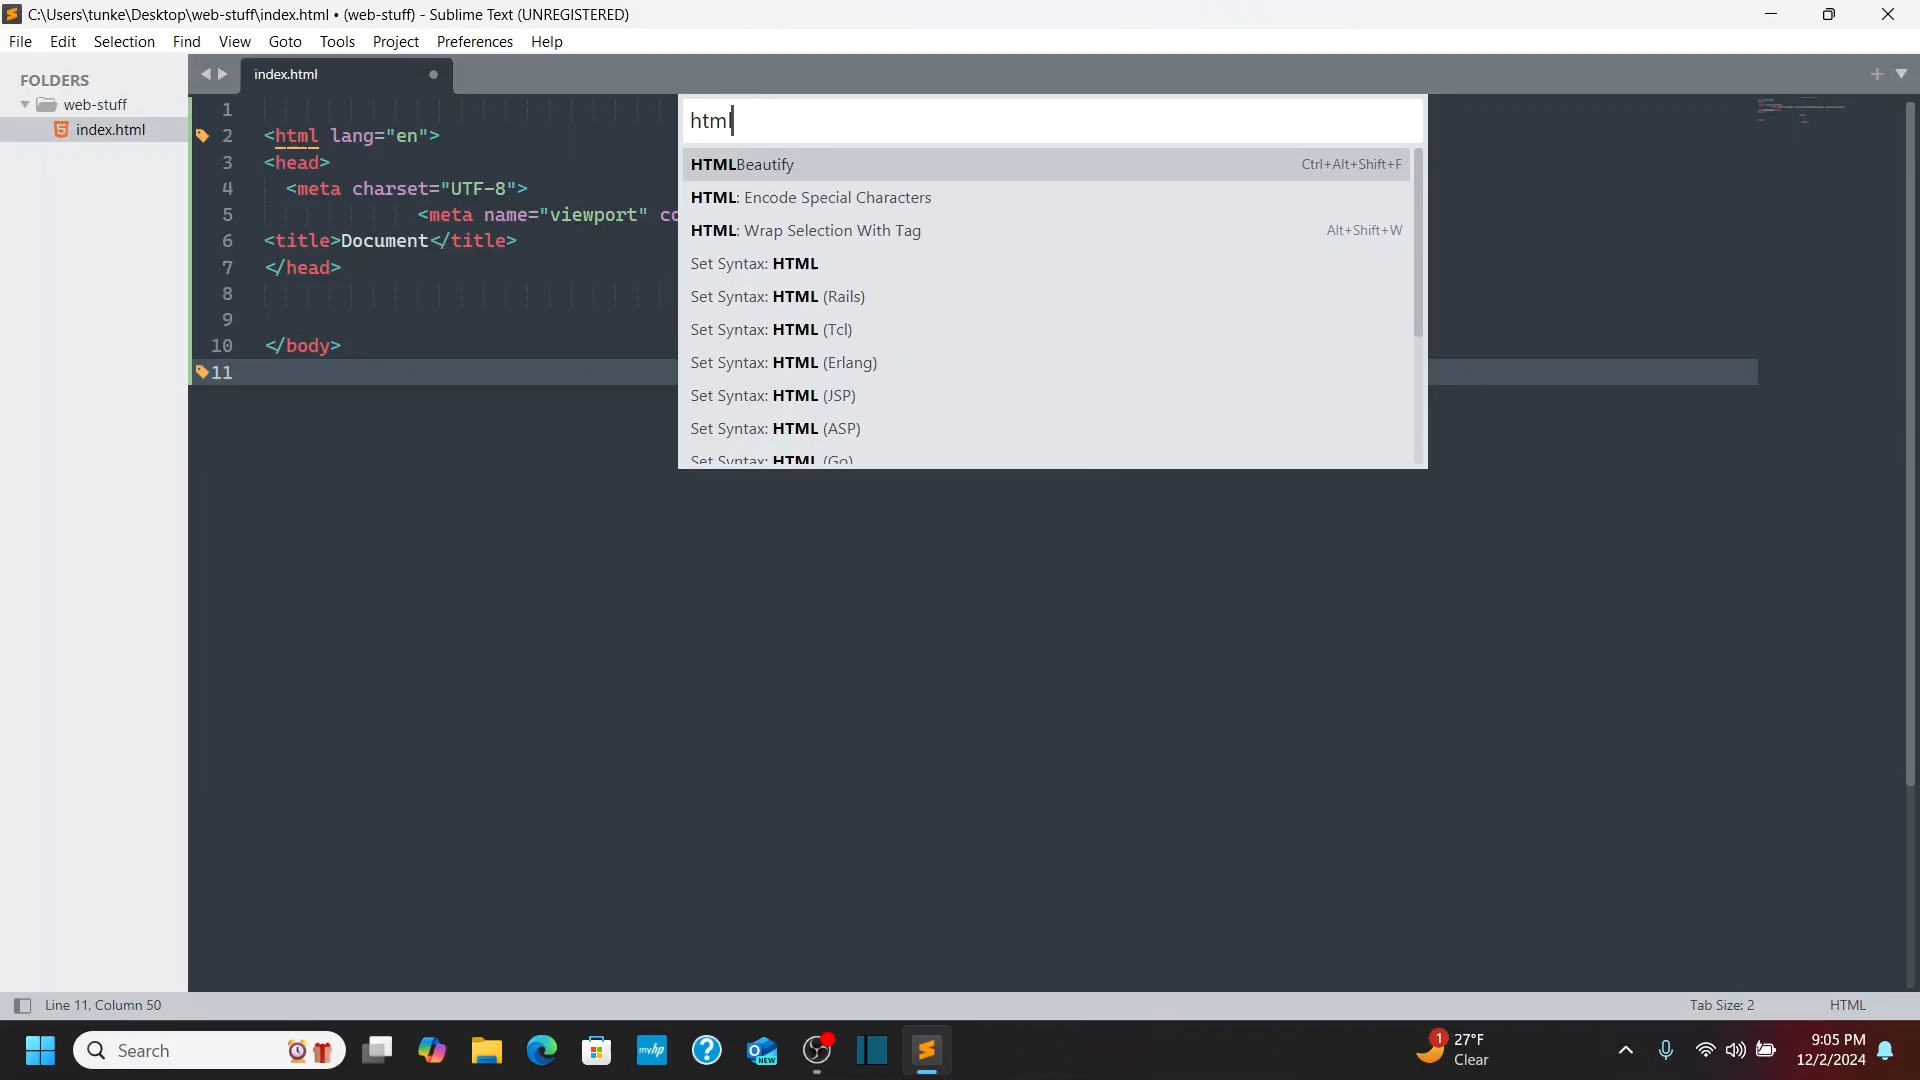 C:\Users\tunke\Desktop\web-stuff\index.html • (web-stuff) - Sublime Text (UNREGISTERED)
File Edit Selection Find View Goto Tools Project Preferences Help
FOLDERS
web-stuff
index.html
index.html
1
2 <html lang="en">
3 <head>
4 <meta charset="UTF-8">
5 <meta name="viewport" co
6 <title>Document</title>
7 </head>
8
9
10 </body>
11
html
HTMLBeautify Ctrl+Alt+Shift+F
HTML: Encode Special Characters
HTML: Wrap Selection With Tag Alt+Shift+W
Set Syntax: HTML
Set Syntax: HTML (Rails)
Set Syntax: HTML (Tcl)
Set Syntax: HTML (Erlang)
Set Syntax: HTML (JSP)
Set Syntax: HTML (ASP)
Set Syntax: HTML (Go)
Line 11, Column 50 Tab Size: 2 HTML
Search
myhp
NEW
1
27°F
Clear
9:05 PM
12/2/2024